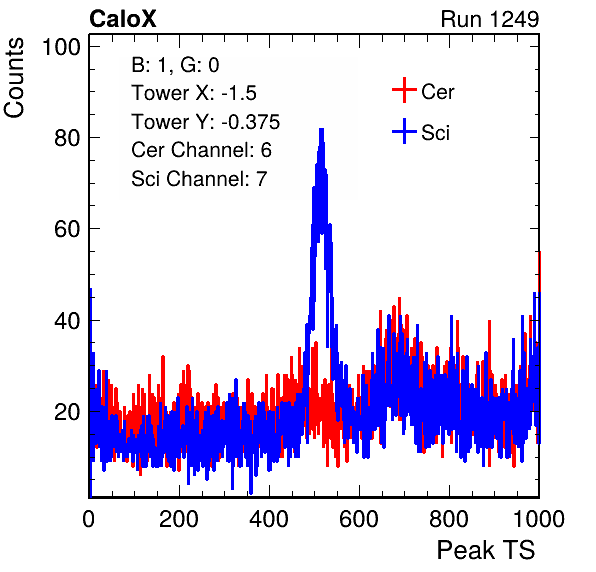 CaloX Run 1249
Counts
100
80
60
40
20
B: 1, G: 0
Tower X: -1.5
Tower Y: -0.375
Cer Channel: 6
Sci Channel: 7
Cer
Sci
0 200 400 600 800 1000
Peak TS